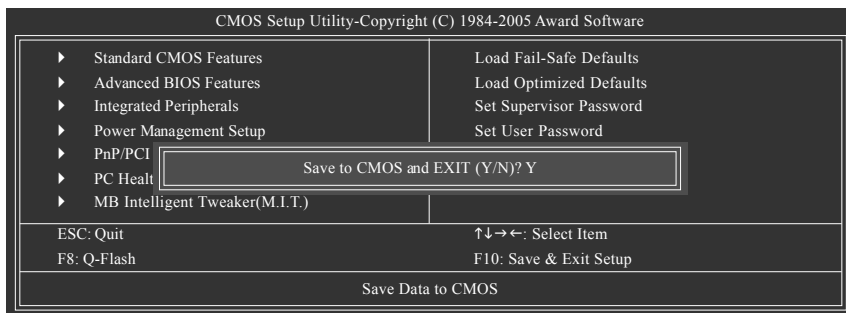 CMOS Setup Utility-Copyright (C) 1984-2005 Award Software
Standard CMOS Features
Advanced BIOS Features
Integrated Peripherals
Power Management Setup
PnP/PCI
PC Healt
MB Intelligent Tweaker(M.I.T.)
Load Fail-Safe Defaults
Load Optimized Defaults
Set Supervisor Password
Set User Password
Save to CMOS and EXIT (Y/N)? Y
ESC: Quit
↑↓→←: Select Item
F8: Q-Flash
F10: Save & Exit Setup
Save Data to CMOS